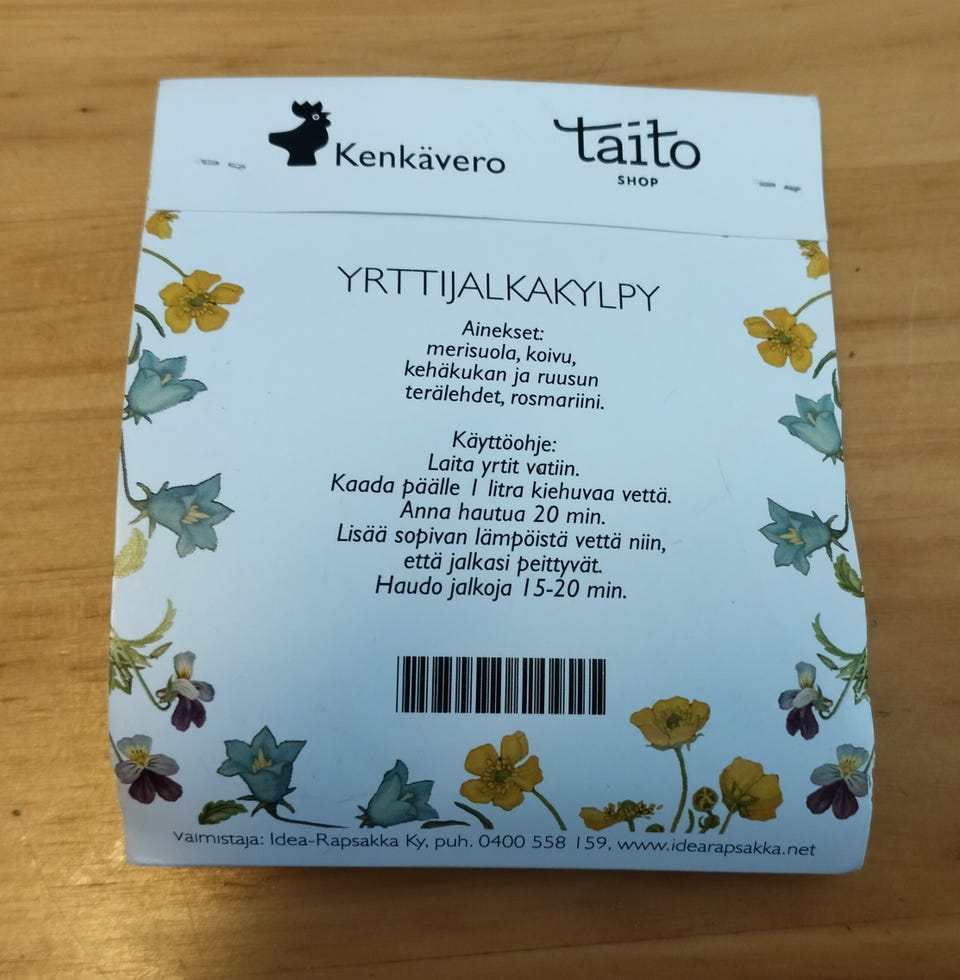 Kenkävero
taito
SHOP
YRTTIJALKAKYLPY
Ainekset:
merisuola, koivu,
kehäkukan ja ruusun
terälehdet, rosmariini.
Käyttöohje:
Laita yrtit vatiin.
Kaada päälle 1 litra kiehuvaa vettä.
Anna hautua 20 min.
Lisää sopivan lämpöistä vettä niin,
että jalkasi peittyvät.
Haudo jalkoja 15-20 min.
Valmistaja: Idea-Rapsakka Ky, puh. 0400 558 159, www.idearapsakka.net